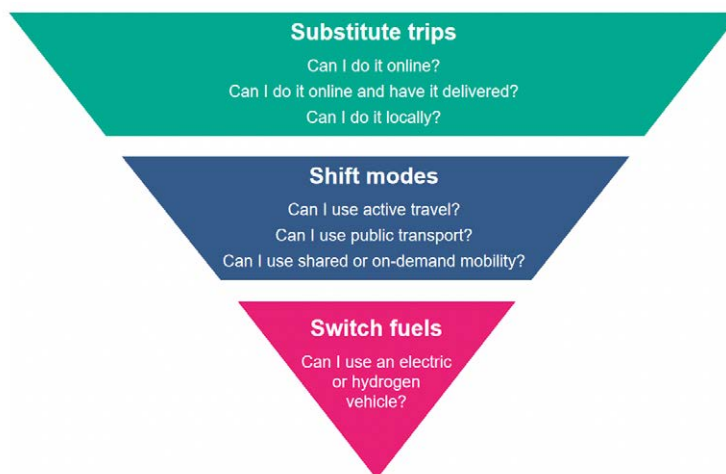 Substitute trips
Can I do it online?
Can I do it online and have it delivered?
Can I do it locally?
Shift modes
Can I use active travel?
Can I use public transport?
Can I use shared or on-demand mobility?
Switch fuels
Can I use an electric
or hydrogen
vehicle?